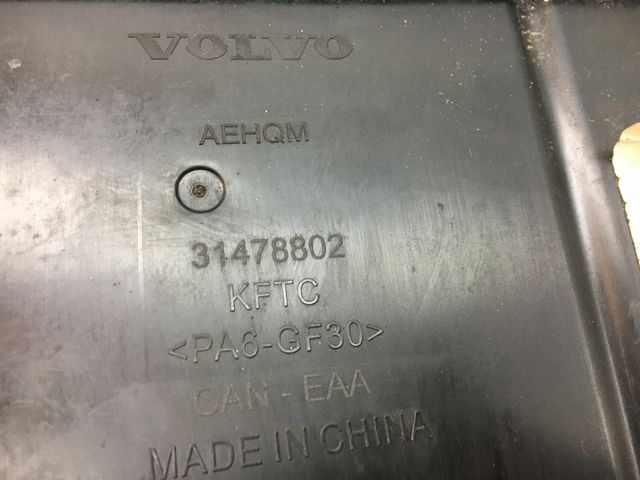 VOLVO
AEHQM
31478802
KFTC
<PA6-GF30>
CAN - EAA
MADE IN CHINA